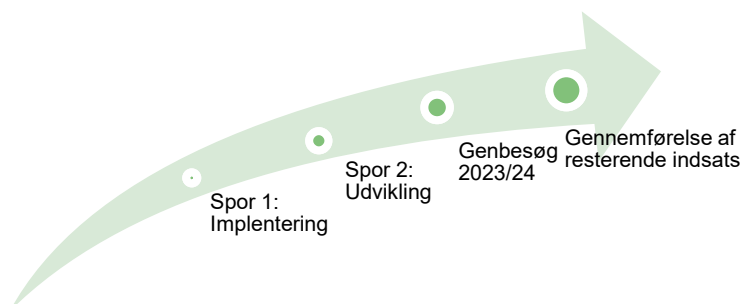 Spor 1:
Implentering
Spor 2:
Udvikling
Genbesøg
2023/24
Gennemførelse af
resterende indsats